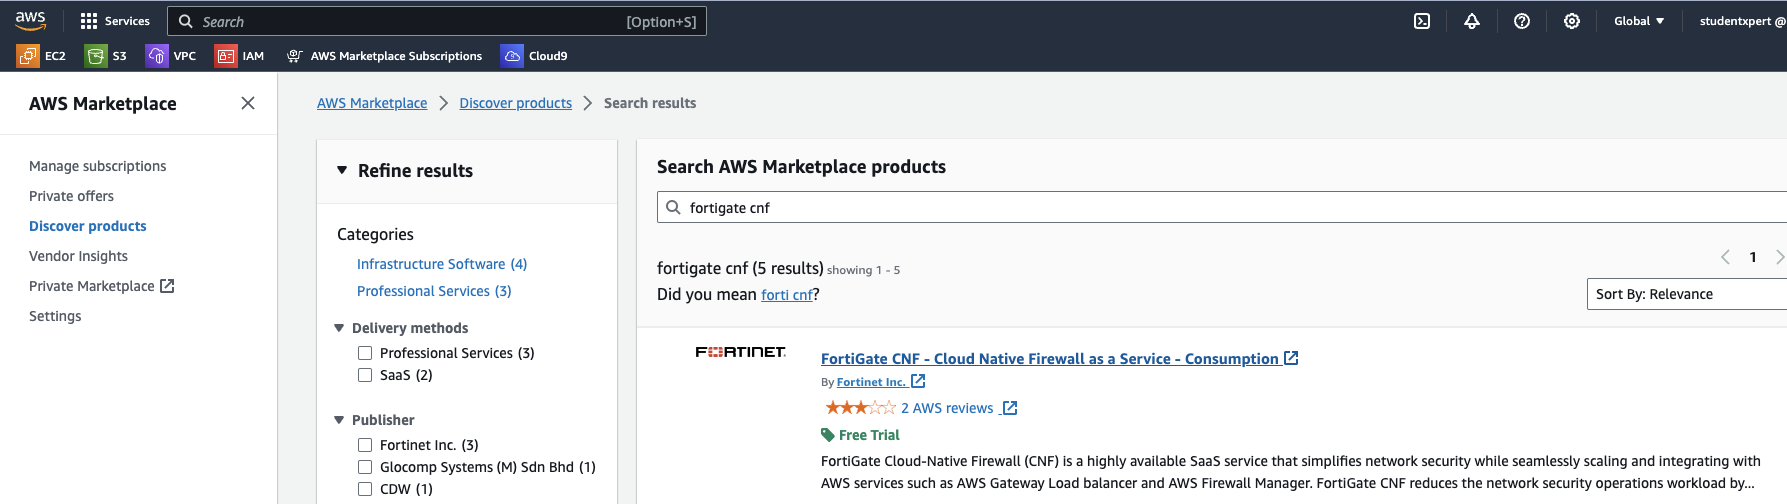 aws
Services
Search
[Option+S]
Global
studentxpert @
EC2
S3
VPC
IAM
AWS Marketplace Subscriptions
Cloud9
AWS Marketplace
Manage subscriptions
Private offers
Discover products
Vendor Insights
Private Marketplace
Settings
AWS Marketplace
Discover products
Search results
Refine results
Categories
Infrastructure Software (4)
Professional Services (3)
Delivery methods
Professional Services (3)
SaaS (2)
Publisher
Fortinet Inc. (3)
Glocomp Systems (M) Sdn Bhd (1)
CDW (1)
Search AWS Marketplace products
fortigate cnf
fortigate cnf (5 results) showing 1 - 5
1
Did you mean forti cnf?
Sort By: Relevance
FORTINET
FortiGate CNF - Cloud Native Firewall as a Service - Consumption
By Fortinet Inc.
2 AWS reviews
Free Trial
FortiGate Cloud-Native Firewall (CNF) is a highly available SaaS service that simplifies network security while seamlessly scaling and integrating with
AWS services such as AWS Gateway Load balancer and AWS Firewall Manager. FortiGate CNF reduces the network security operations workload by...